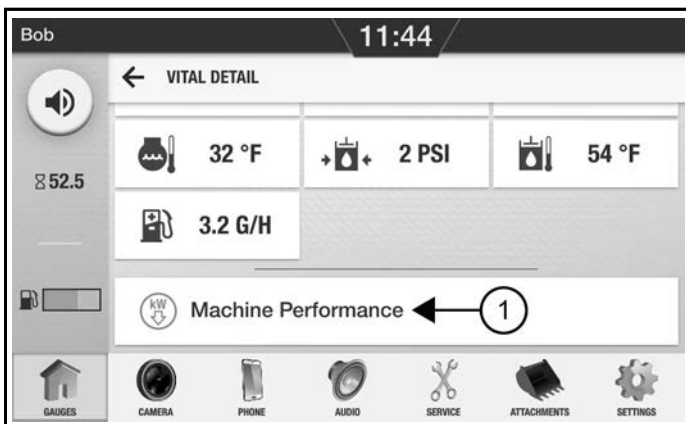 Bob
11:44
← VITAL DETAIL
32 °F
2 PSI
54 °F
52.5
3.2 G/H
kW
Machine Performance
1
GAUGES
CAMERA
PHONE
AUDIO
SERVICE
ATTACHMENTS
SETTINGS